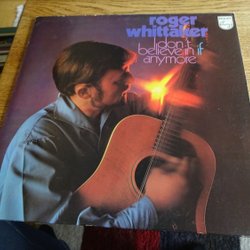 roger
whittaker
i don't
believe in if
anymore